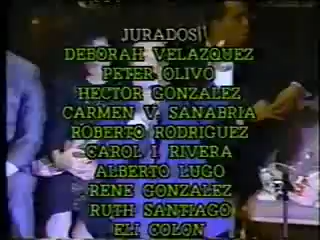 JURADOS
DEBORAH VELAZQUEZ
PETER OLIVO
HECTOR GONZALEZ
CARMEN V. SANABRIA
ROBERTO RODRIGUEZ
CAROL I RIVERA
ALBERTO LUGO
RENE GONZALEZ
RUTH SANTIAGO
ELI COLON